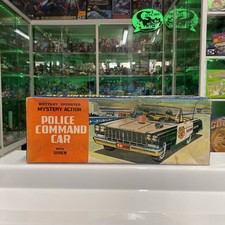 BATTERY OPERATED
MYSTERY ACTION
POLICE
COMMAND
CAR
WITH
SIREN